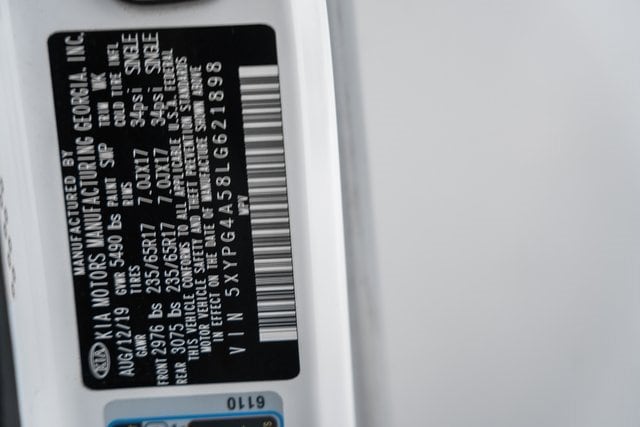 MANUFACTURED BY
KIA KIA MOTORS MANUFACTURING GEORGIA, INC.
AUG/12/19 GVWR 5490 lbs PAINT SWP TRIM WK
GAWR TIRES RIMS COLD TIRE INFL
FRONT 2976 lbs 235/65R17 7.0JX17 34psi SINGLE
REAR 3075 lbs 235/65R17 7.0JX17 34psi SINGLE
THIS VEHICLE CONFORMS TO ALL APPLICABLE U.S.A. FEDERAL
MOTOR VEHICLE SAFETY AND THEFT PREVENTION STANDARDS
IN EFFECT ON THE DATE OF MANUFACTURE SHOWN ABOVE
VIN 5XYPG4A58LG621898
MPV
6110